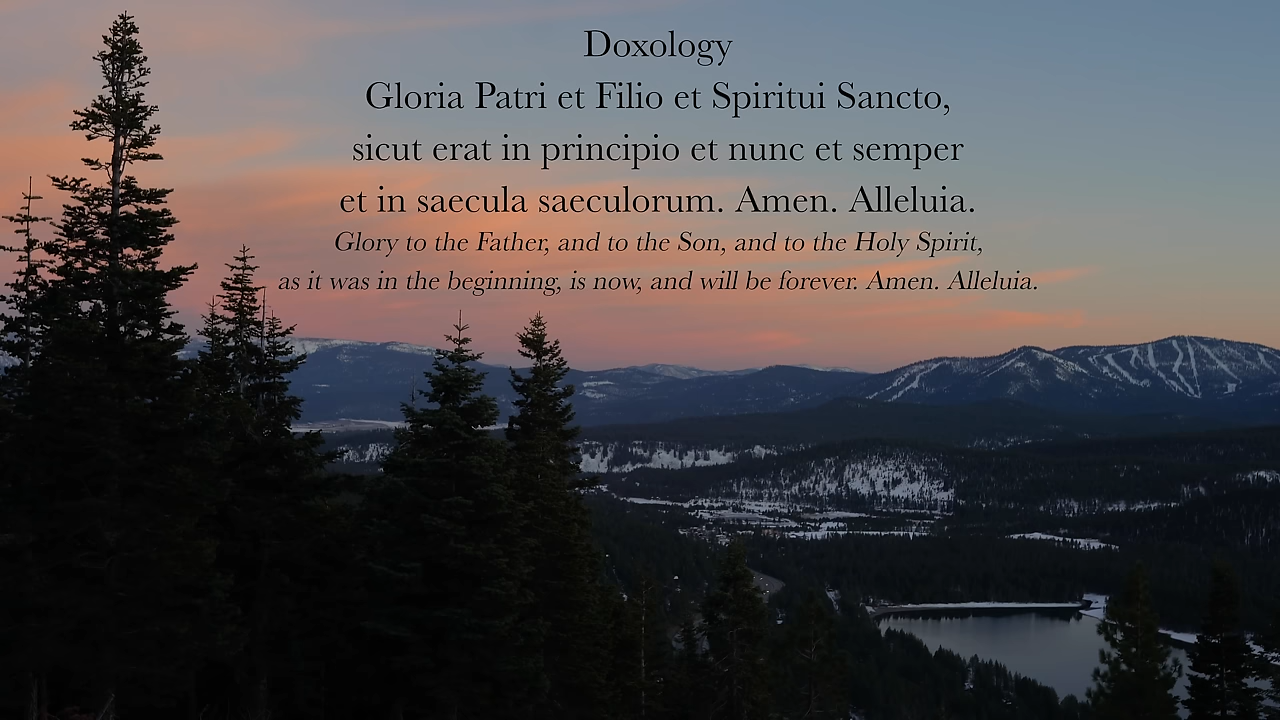 Doxology
Gloria Patri et Filio et Spiritui Sancto,
sicut erat in principio et nunc et semper
et in saecula saeculorum. Amen. Alleluia.
Glory to the Father, and to the Son, and to the Holy Spirit,
as it was in the beginning, is now, and will be forever. Amen. Alleluia.